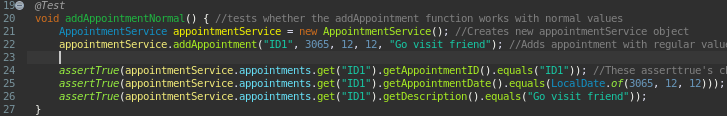 19 @Test
20 void addAppointmentNormal() { //tests whether the addAppointment function works with normal values
21 AppointmentService appointmentService = new AppointmentService(); //Creates new appointmentService object
22 appointmentService.addAppointment("ID1", 3065, 12, 12, "Go visit friend"); //Adds appointment with regular value
23
24 assertTrue(appointmentService.appointments.get("ID1").getAppointmentID().equals("ID1")); //These asserttrue's ch
25 assertTrue(appointmentService.appointments.get("ID1").getAppointmentDate().equals(LocalDate.of(3065, 12, 12)));
26 assertTrue(appointmentService.appointments.get("ID1").getDescription().equals("Go visit friend"));
27 }